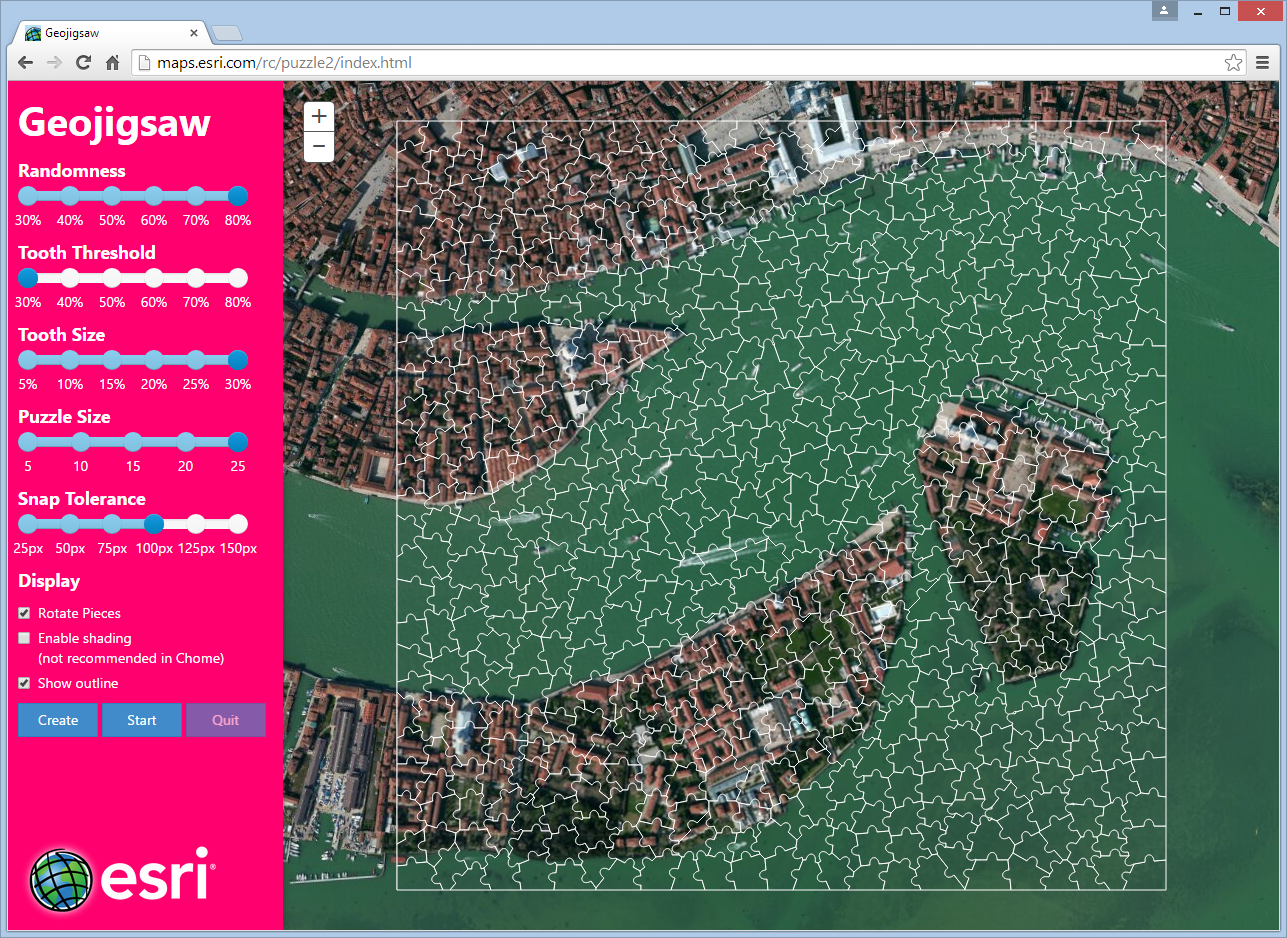 Geojigsaw
maps.esri.com/rc/puzzle2/index.html
Geojigsaw
+
−
Randomness
30% 40% 50% 60% 70% 80%
Tooth Threshold
30% 40% 50% 60% 70% 80%
Tooth Size
5% 10% 15% 20% 25% 30%
Puzzle Size
5 10 15 20 25
Snap Tolerance
25px 50px 75px 100px 125px 150px
Display
Rotate Pieces
Enable shading
(not recommended in Chome)
Show outline
Create Start Quit
esri®